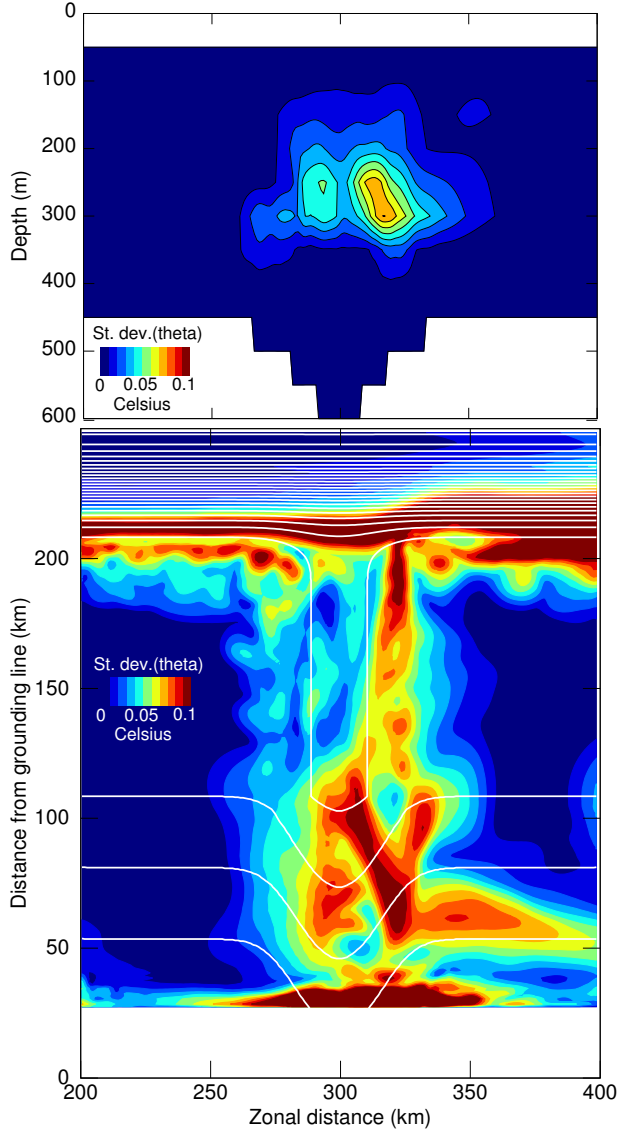 0
100
200
300
400
500
600
Depth (m)
St. dev.(theta)
0 0.05 0.1
Celsius
200
150
100
50
0
Distance from grounding line (km)
St. dev.(theta)
0 0.05 0.1
Celsius
200 250 300 350 400
Zonal distance (km)